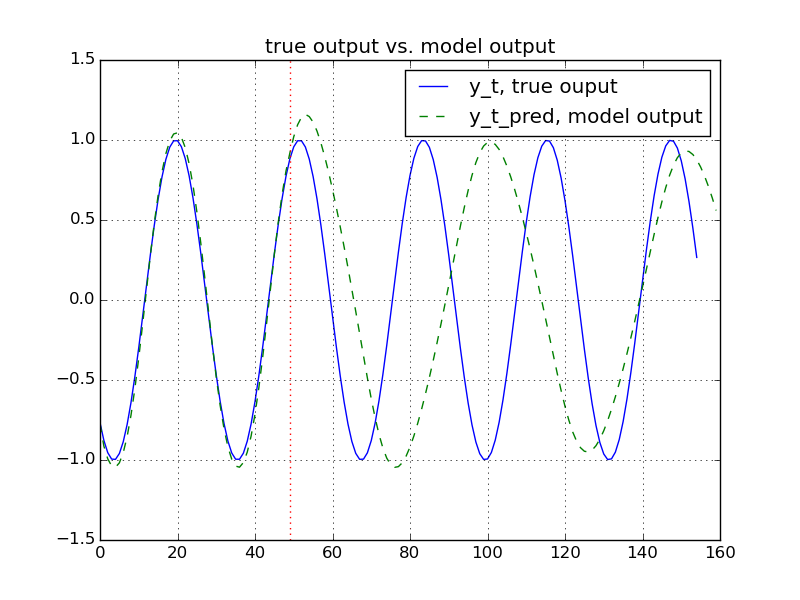 true output vs. model output
y_t, true ouput
y_t_pred, model output
1.5
1.0
0.5
0.0
−0.5
−1.0
−1.5
0 20 40 60 80 100 120 140 160